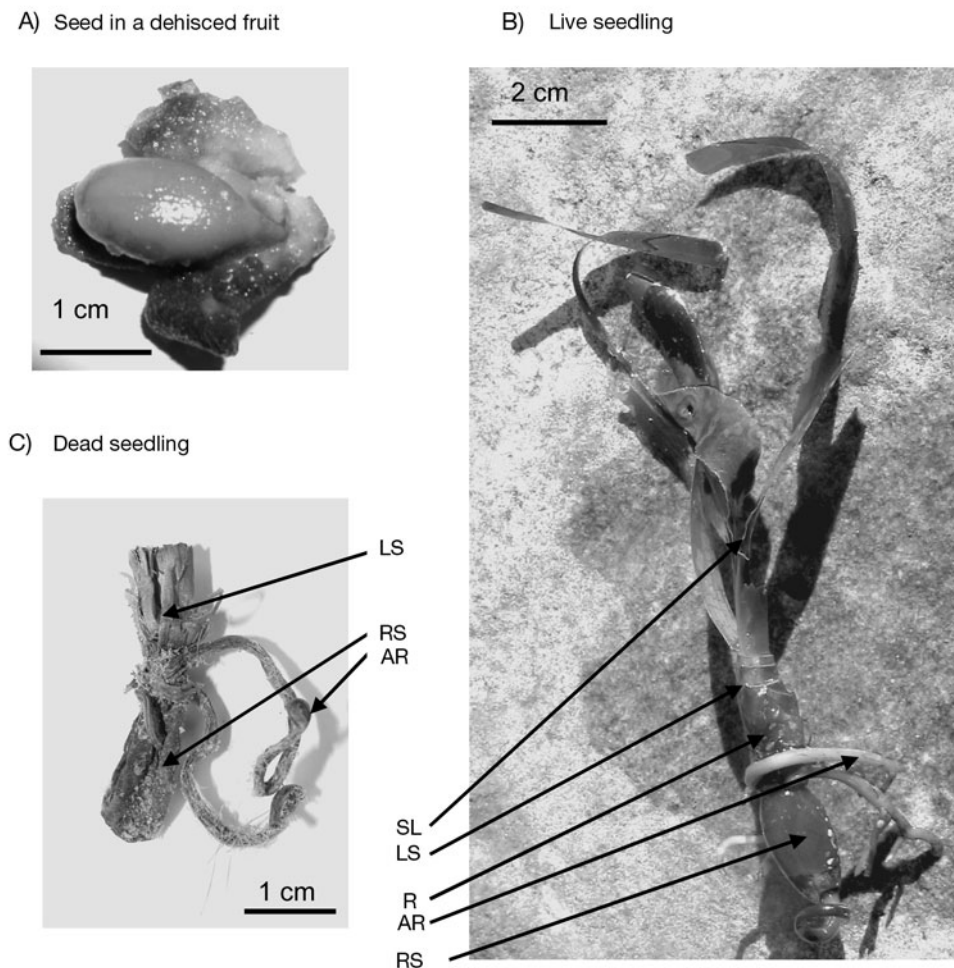 A) Seed in a dehisced fruit
1 cm
B) Live seedling
2 cm
C) Dead seedling
LS
RS
AR
1 cm
SL
LS
R
AR
RS